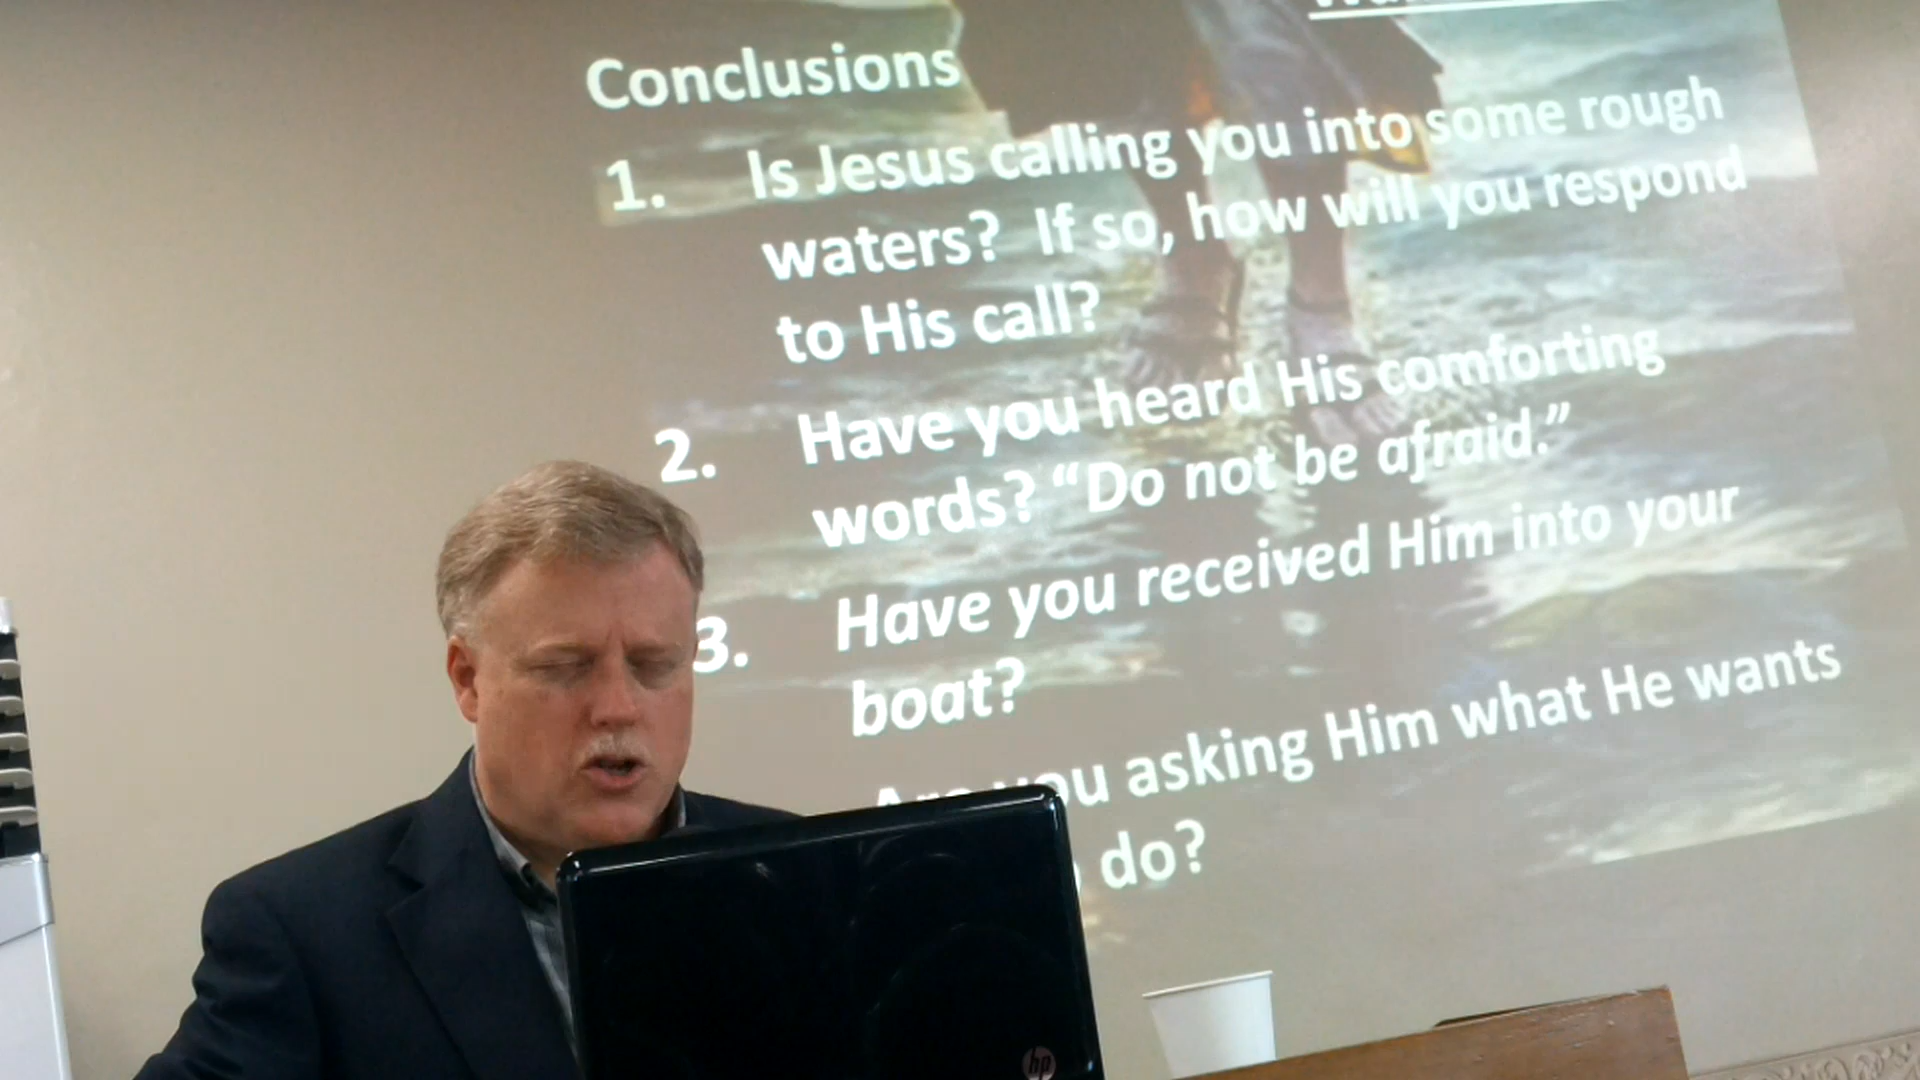 Conclusions
1. Is Jesus calling you into some rough
waters? If so, how will you respond
to His call?
2. Have you heard His comforting
words? “Do not be afraid.”
3. Have you received Him into your
boat?
Are you asking Him what He wants
do?
hp